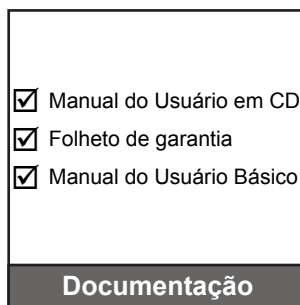 Manual do Usuário em CD
Folheto de garantia
Manual do Usuário Básico
Documentação